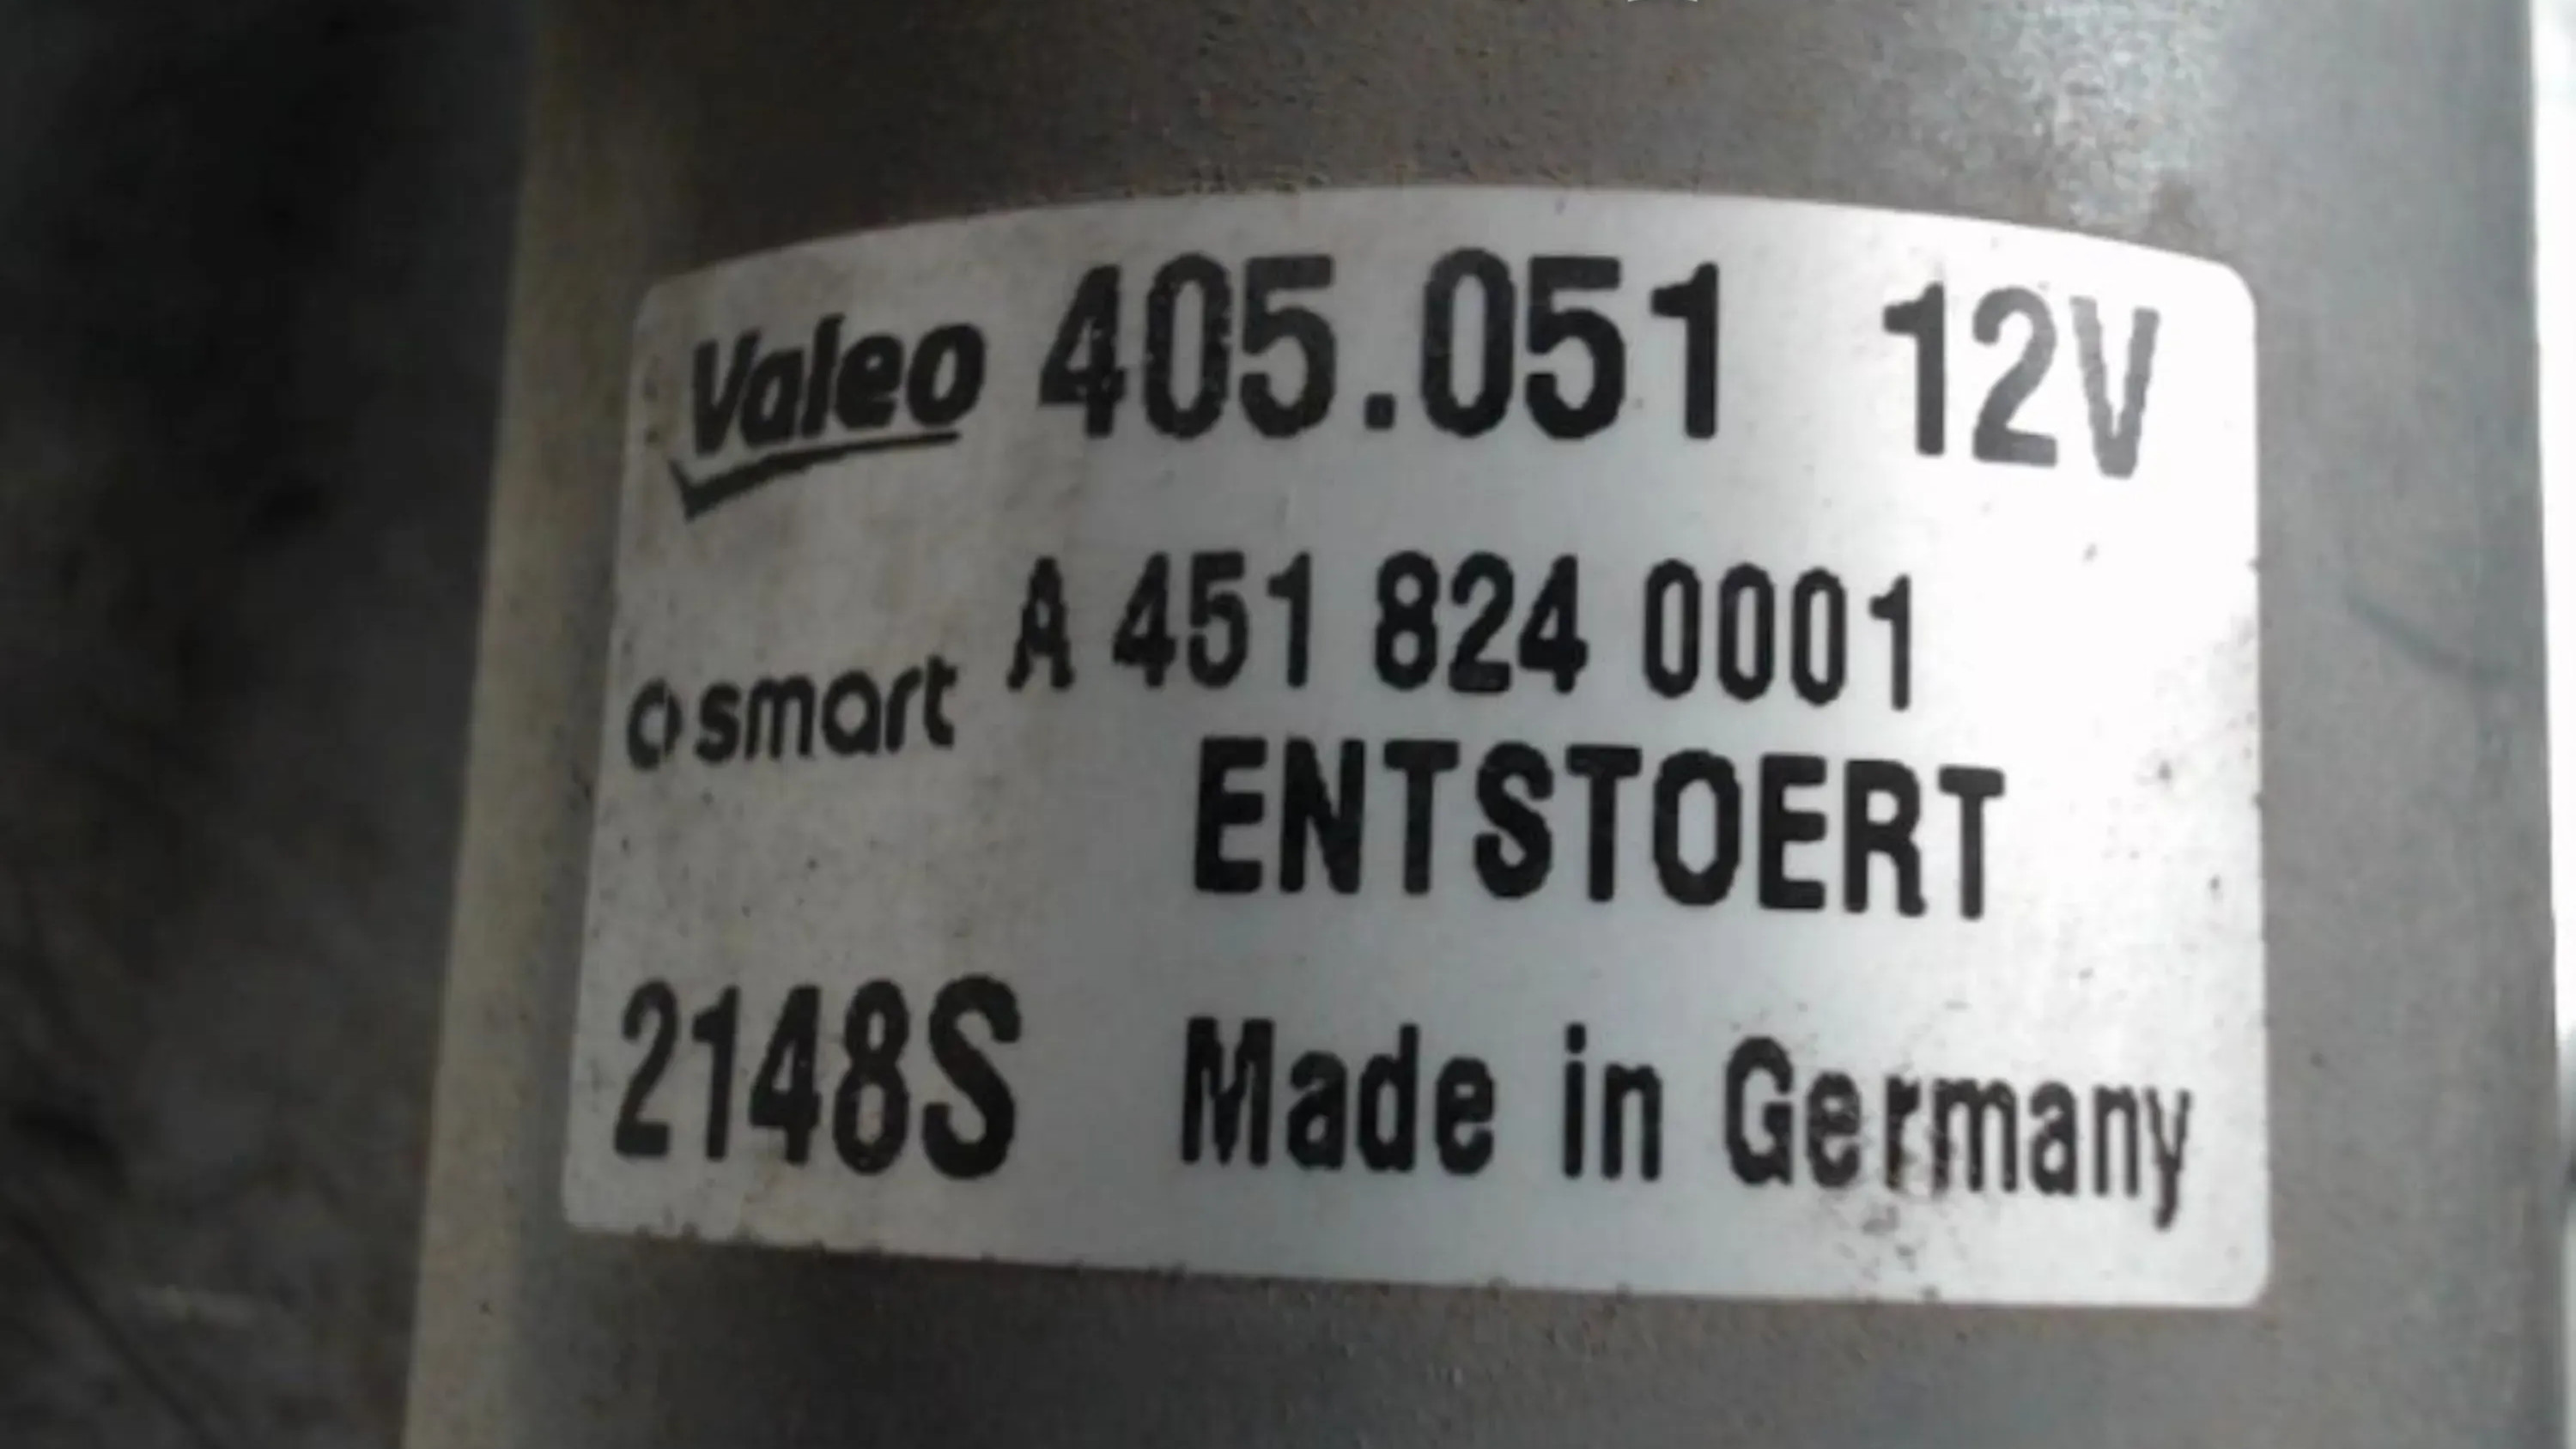 Valeo 405.051 12V
A 451 824 0001
smart
ENTSTOERT
2148S Made in Germany